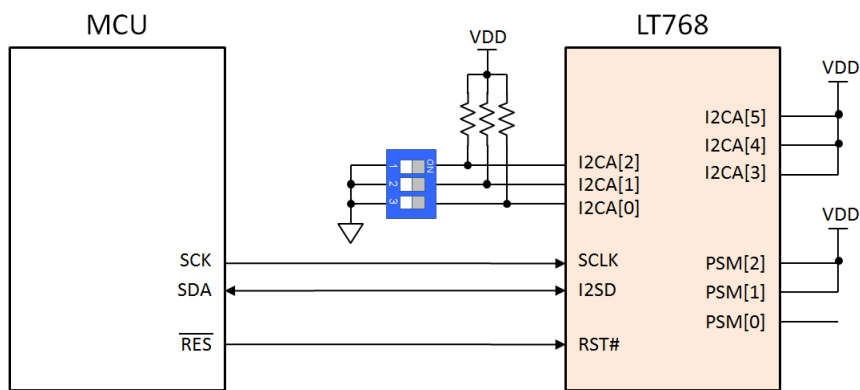 MCU
LT768
VDD
VDD
I2CA[5]
I2CA[4]
I2CA[3]
1
ON
2
3
I2CA[2]
I2CA[1]
I2CA[0]
VDD
SCK
SCLK
PSM[2]
SDA
I2SD
PSM[1]
PSM[0]
RES
RST#